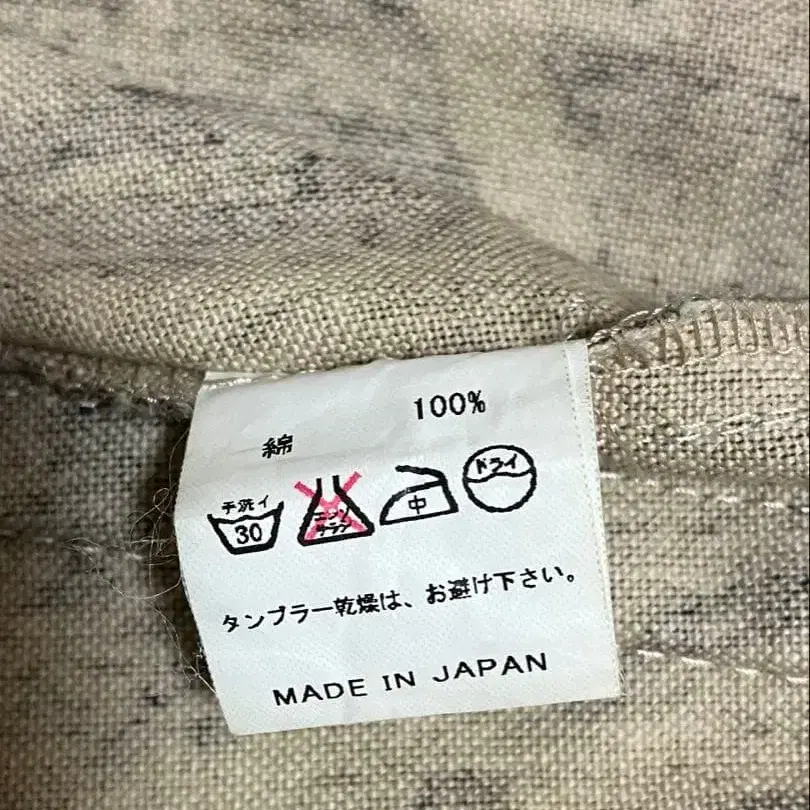 綿 100%
手洗イ
30
エンソ
サラシ
中
ドライ
タンブラー乾燥は、お避け下さい。
MADE IN JAPAN